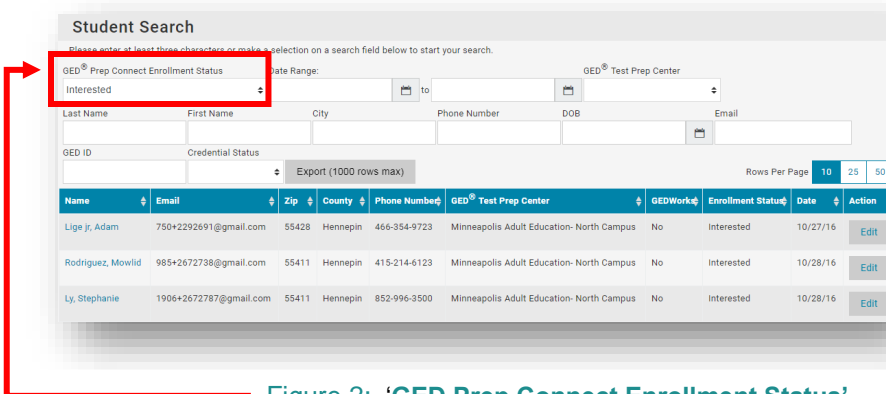 Student Search
Please enter at least three characters or make a selection on a search field below to start your search.
GED® Prep Connect Enrollment Status Date Range: GED® Test Prep Center
Interested to
Last Name First Name City Phone Number DOB Email
GED ID Credential Status
Export (1000 rows max) Rows Per Page 10 25 50
Name Email Zip County Phone Number GED® Test Prep Center GEDWorks Enrollment Status Date Action
Lige jr, Adam 750+2292691@gmail.com 55428 Hennepin 466-354-9723 Minneapolis Adult Education- North Campus No Interested 10/27/16 Edit
Rodriguez, Mowlid 985+2672738@gmail.com 55411 Hennepin 415-214-6123 Minneapolis Adult Education- North Campus No Interested 10/28/16 Edit
Ly, Stephanie 1906+2672787@gmail.com 55411 Hennepin 852-996-3500 Minneapolis Adult Education- North Campus No Interested 10/28/16 Edit
‘GED Prep Connect Enrollment Status’